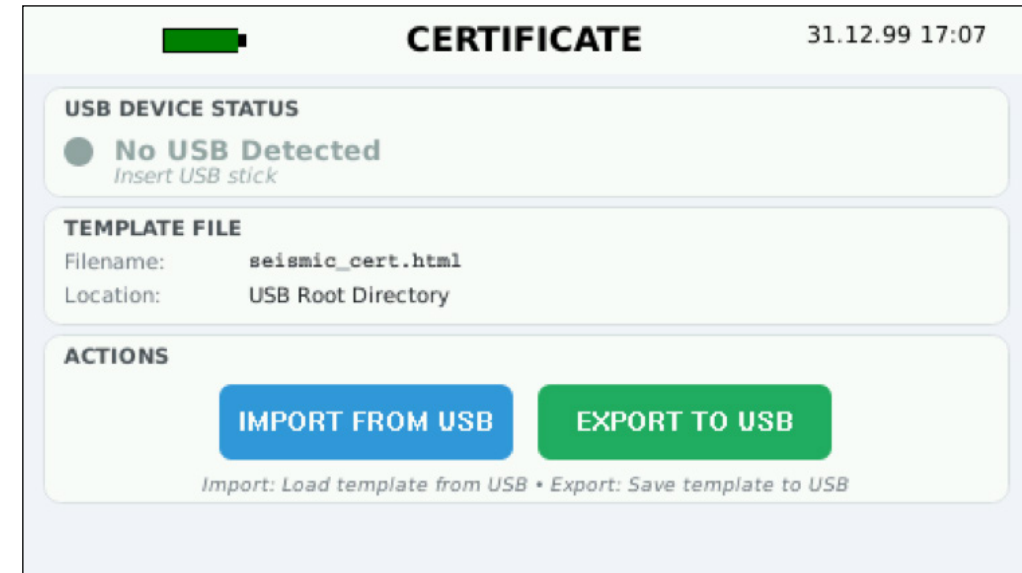 CERTIFICATE 31.12.99 17:07
USB DEVICE STATUS
No USB Detected
Insert USB stick
TEMPLATE FILE
Filename: seismic_cert.html
Location: USB Root Directory
ACTIONS
IMPORT FROM USB EXPORT TO USB
Import: Load template from USB • Export: Save template to USB